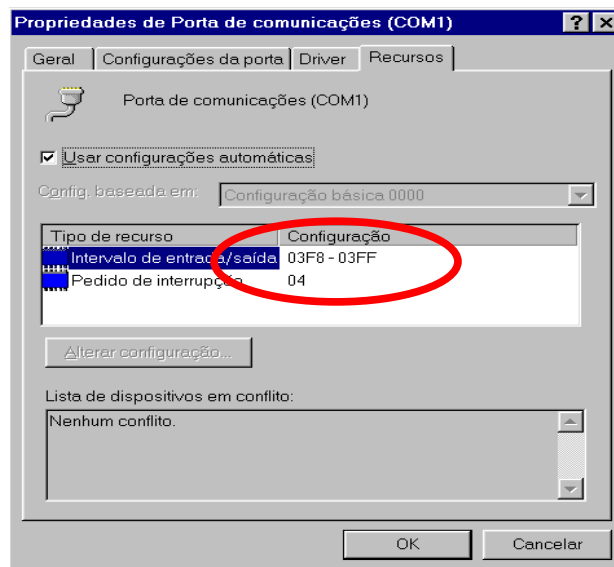 Propriedades de Porta de comunicações (COM1)
Geral Configurações da porta Driver Recursos
Porta de comunicações (COM1)
Usar configurações automáticas
Config. baseada em: Configuração básica 0000
Tipo de recurso Configuração
Intervalo de entrada/saída 03F8 - 03FF
Pedido de interrupção 04
Alterar configuração...
Lista de dispositivos em conflito:
Nenhum conflito.
OK Cancelar